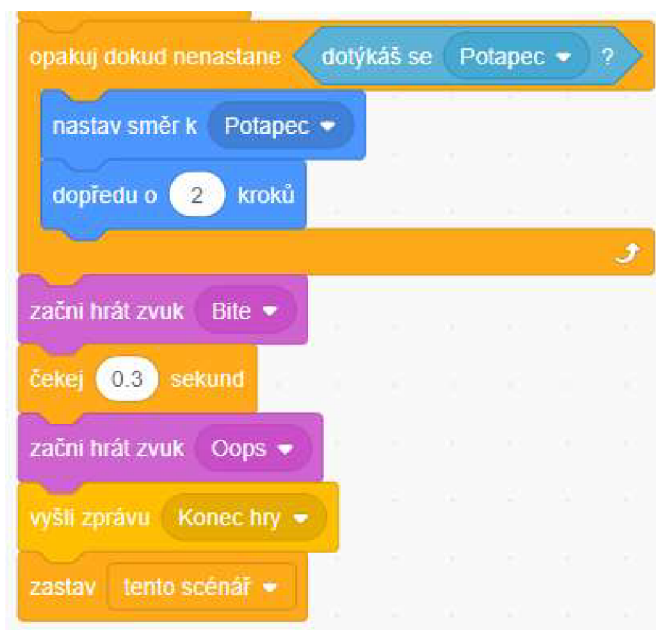 opakuj dokud nenastane dotýkáš se Potapec ?
nastav směr k Potapec
dopředu o 2 kroků
začni hrát zvuk Bite
čekej 0.3 sekund
začni hrát zvuk Oops
vyšli zprávu Konec hry
zastav tento scénář